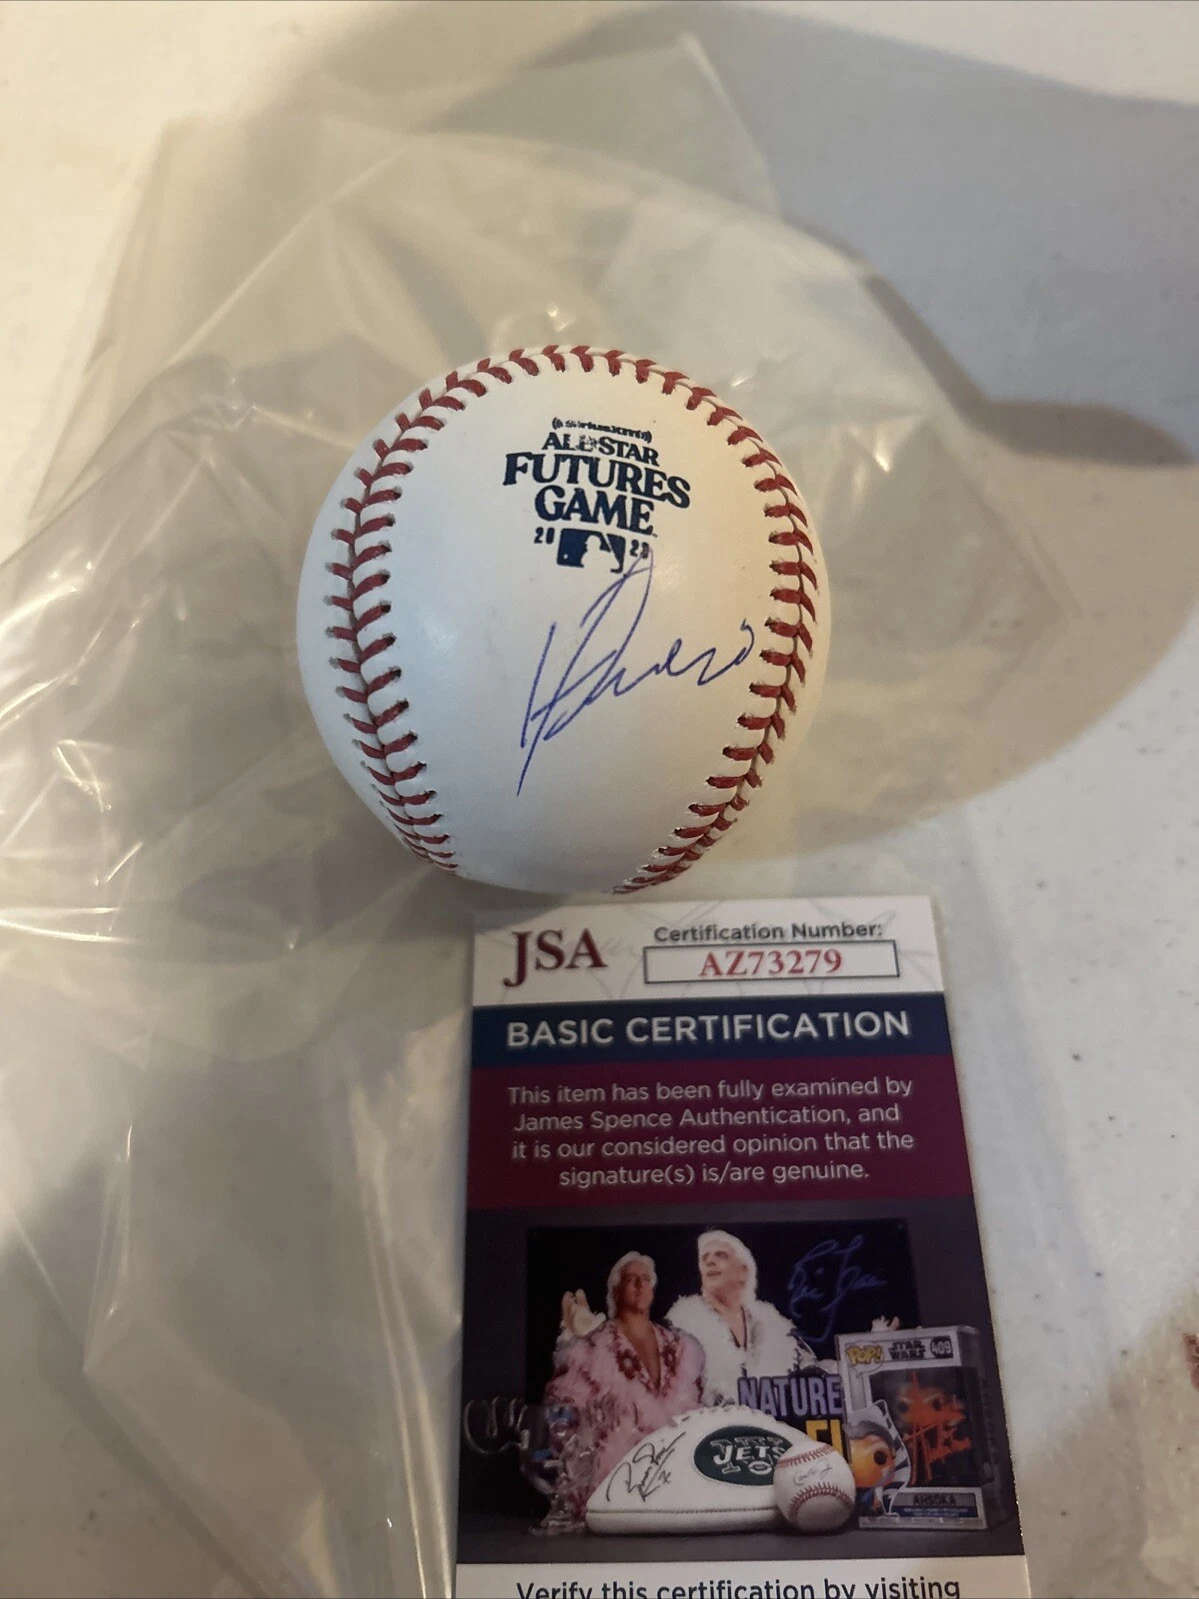 ((SiriusXM))
ALL-STAR
FUTURES
GAME
20 23
JSA
Certification Number:
AZ73279
BASIC CERTIFICATION
This item has been fully examined by
James Spence Authentication, and
it is our considered opinion that the
signature(s) is/are genuine.
NATURE
POP!
STAR
WARS
409
JETS
AHSOKA
Verify this certification by visiting